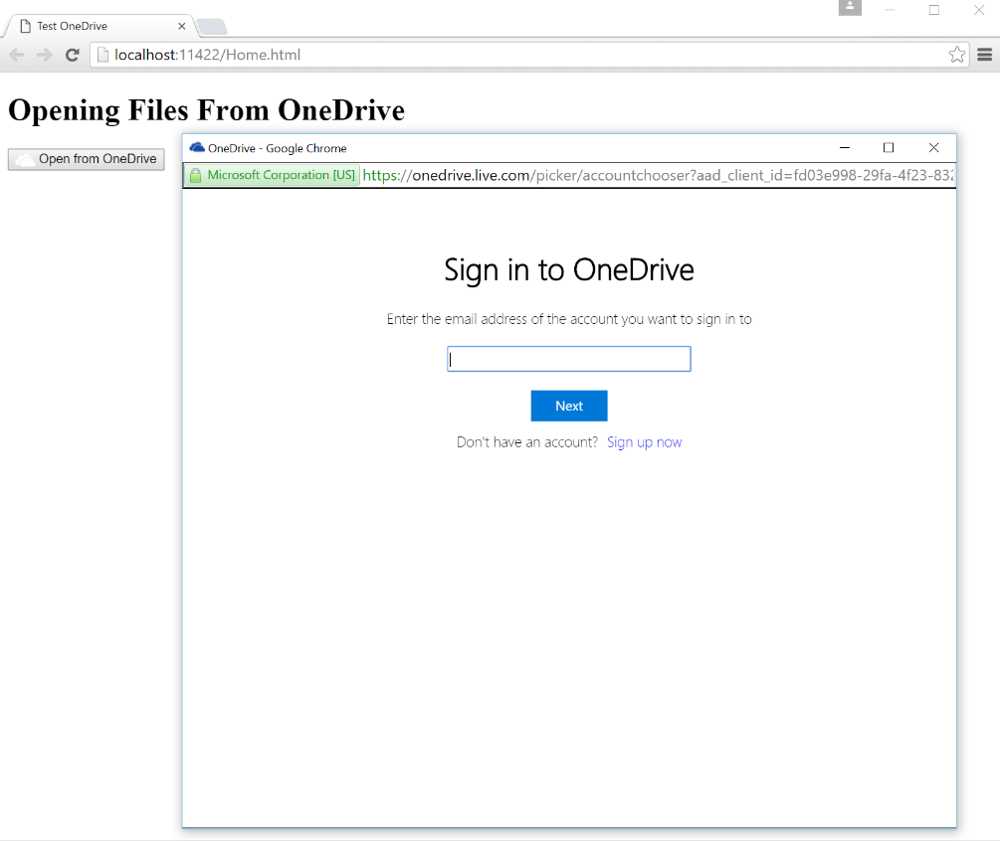 Test OneDrive
localhost:11422/Home.html
Opening Files From OneDrive
Open from OneDrive
OneDrive - Google Chrome
Microsoft Corporation [US] https://onedrive.live.com/picker/accountchooser?aad_client_id=fd03e998-29fa-4f23-832
Sign in to OneDrive
Enter the email address of the account you want to sign in to
Next
Don't have an account? Sign up now